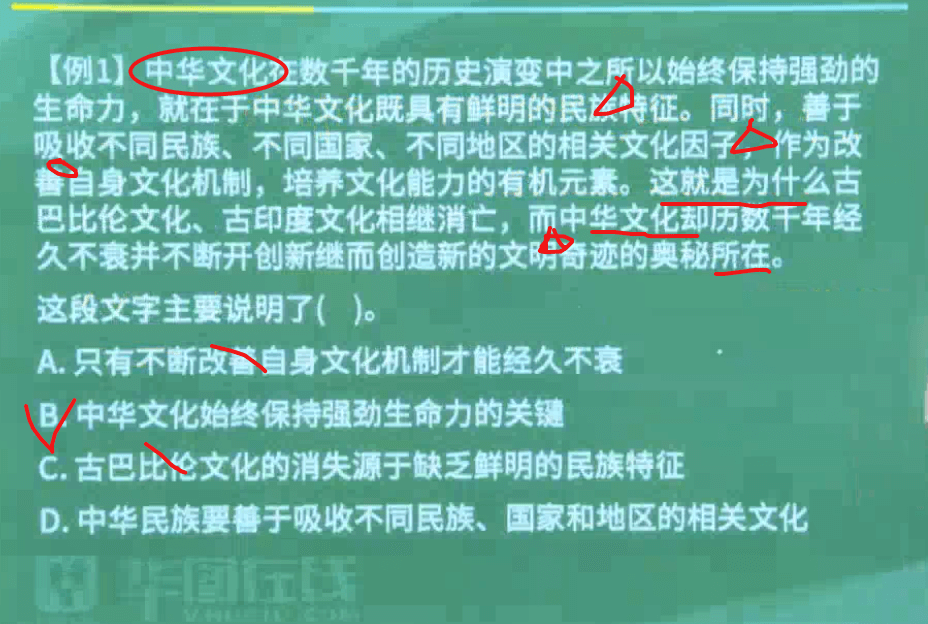 【例1】中华文化在数千年的历史演变中之所以始终保持强劲的
生命力，就在于中华文化既具有鲜明的民族特征。同时，善于
吸收不同民族、不同国家、不同地区的相关文化因子，作为改
善自身文化机制，培养文化能力的有机元素。这就是为什么古
巴比伦文化、古印度文化相继消亡，而中华文化却历数千年经
久不衰并不断开创新继而创造新的文明奇迹的奥秘所在。
这段文字主要说明了(  )。
A. 只有不断改善自身文化机制才能经久不衰
B. 中华文化始终保持强劲生命力的关键
C. 古巴比伦文化的消失源于缺乏鲜明的民族特征
D. 中华民族要善于吸收不同民族、国家和地区的相关文化
华图在线